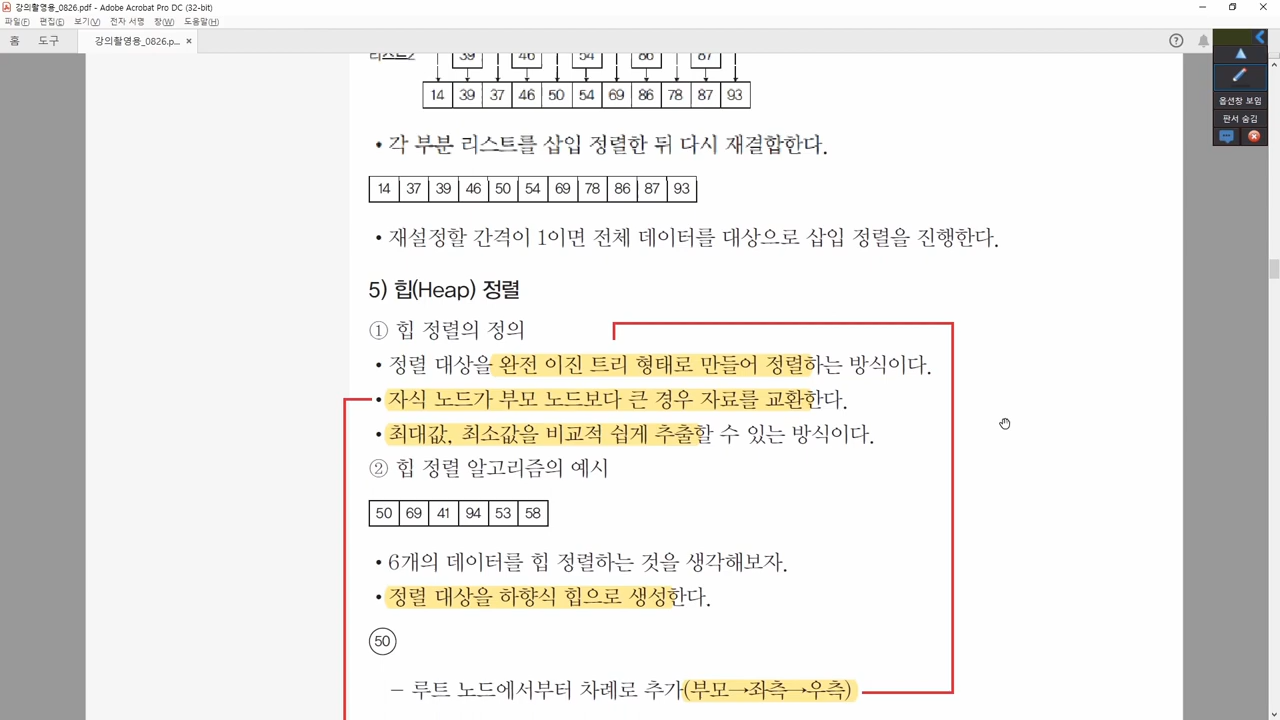 강의촬영용_0826.pdf - Adobe Acrobat Pro DC (32-bit)
파일(F) 편집(E) 보기(V) 전자 서명 창(W) 도움말(H)
홈 도구 강의촬영용_0826.p... ×
옵션창 보임
판서 숨김
리스트2 39 46 54 86 87
14 39 37 46 50 54 69 86 78 87 93
• 각 부분 리스트를 삽입 정렬한 뒤 다시 재결합한다.
14 37 39 46 50 54 69 78 86 87 93
• 재설정할 간격이 1이면 전체 데이터를 대상으로 삽입 정렬을 진행한다.
5) 힙(Heap) 정렬
① 힙 정렬의 정의
• 정렬 대상을 완전 이진 트리 형태로 만들어 정렬하는 방식이다.
• 자식 노드가 부모 노드보다 큰 경우 자료를 교환한다.
• 최대값, 최소값을 비교적 쉽게 추출할 수 있는 방식이다.
② 힙 정렬 알고리즘의 예시
50 69 41 94 53 58
• 6개의 데이터를 힙 정렬하는 것을 생각해보자.
• 정렬 대상을 하향식 힙으로 생성한다.
50
– 루트 노드에서부터 차례로 추가(부모→좌측→우측)